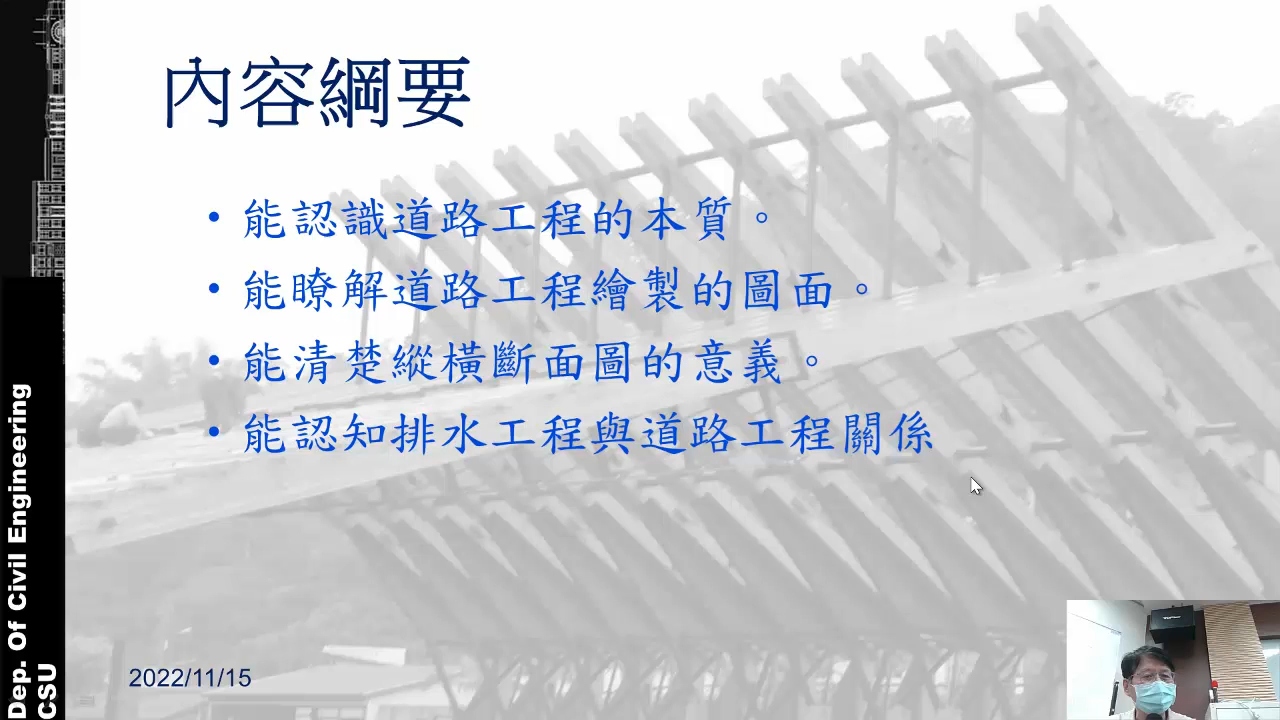 內容綱要
• 能認識道路工程的本質。
• 能瞭解道路工程繪製的圖面。
• 能清楚縱橫斷面圖的意義。
• 能認知排水工程與道路工程關係
2022/11/15
Dep. Of Civil Engineering
CSU